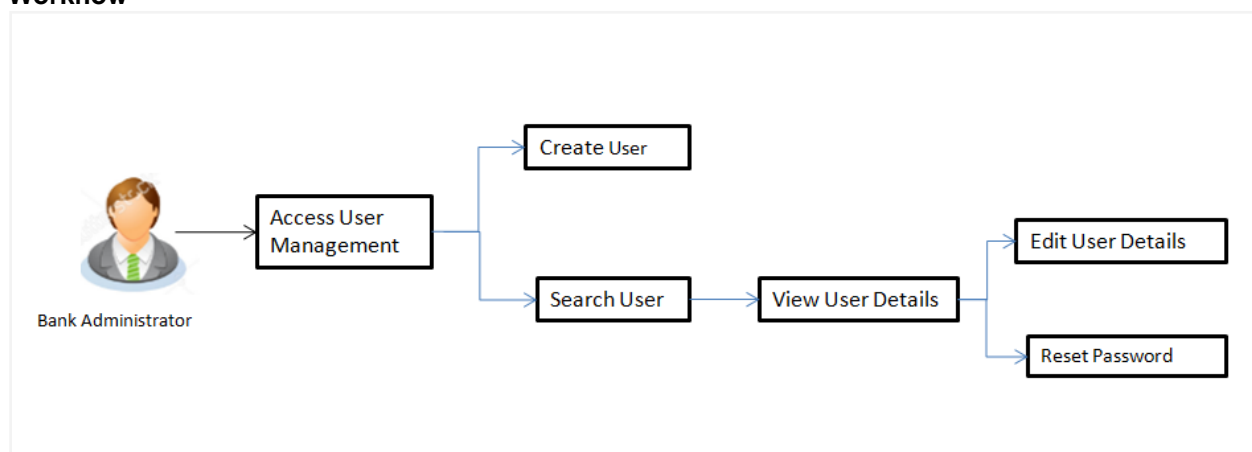 Workflow
Create User
Access User
Management
Edit User Details
Search User
View User Details
Bank Administrator
Reset Password